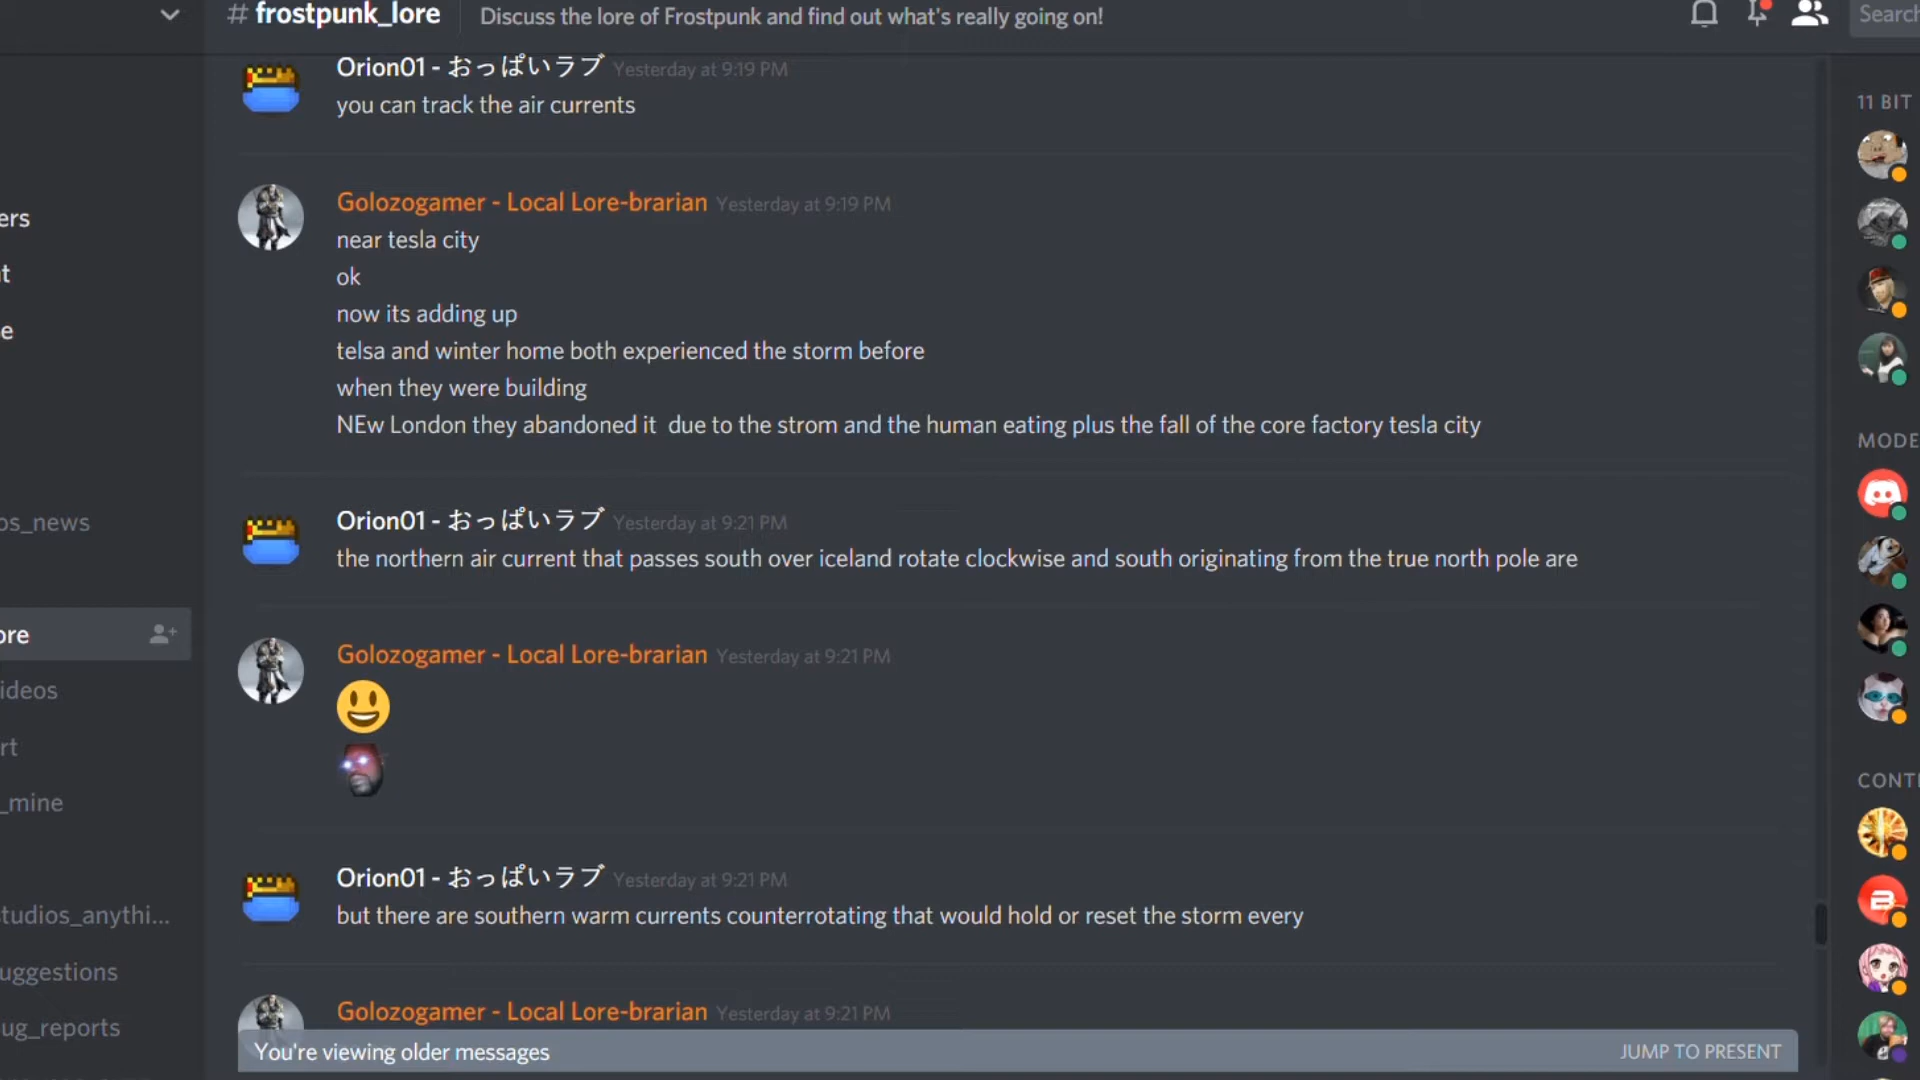 # frostpunk_lore
Discuss the lore of Frostpunk and find out what's really going on!
Search
Orion01 - おっぱいラブ Yesterday at 9:19 PM
you can track the air currents
Golozogamer - Local Lore-brarian Yesterday at 9:19 PM
near tesla city
ok
now its adding up
telsa and winter home both experienced the storm before
when they were building
NEw London they abandoned it  due to the strom and the human eating plus the fall of the core factory tesla city
Orion01 - おっぱいラブ Yesterday at 9:21 PM
the northern air current that passes south over iceland rotate clockwise and south originating from the true north pole are
Golozogamer - Local Lore-brarian Yesterday at 9:21 PM
Orion01 - おっぱいラブ Yesterday at 9:21 PM
but there are southern warm currents counterrotating that would hold or reset the storm every
Golozogamer - Local Lore-brarian Yesterday at 9:21 PM
You're viewing older messages
JUMP TO PRESENT
ers
t
e
os_news
ore
ideos
rt
_mine
tudios_anythi...
uggestions
ug_reports
11 BIT
MODE
CONT